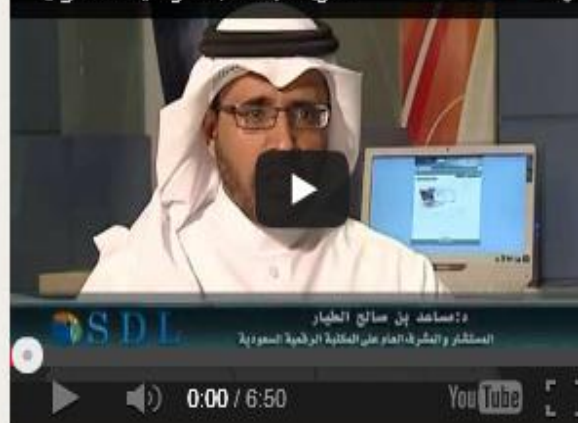 SDL
د:مساعد بن صالح الطيار
المستشار والمشرف العام على المكتبة الرقمية السعودية
0:00 / 6:50
YouTube